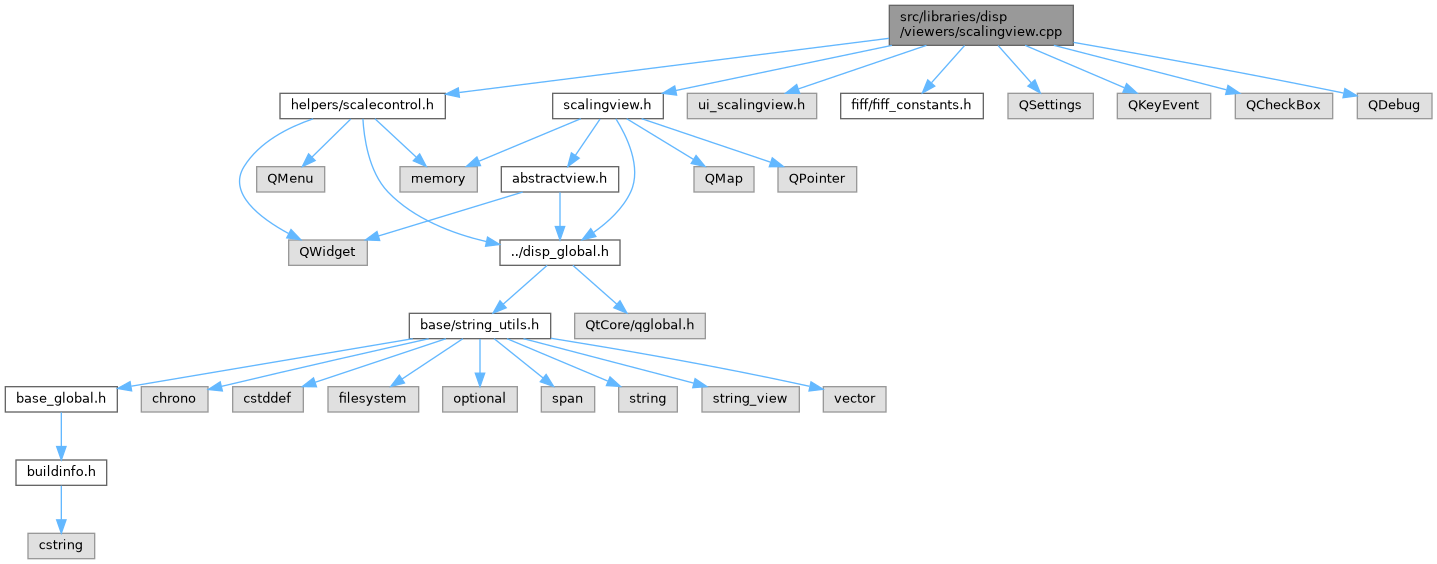 src/libraries/disp
/viewers/scalingview.cpp
helpers/scalecontrol.h
scalingview.h
ui_scalingview.h
fiff/fiff_constants.h
QSettings
QKeyEvent
QCheckBox
QDebug
QMenu
memory
abstractview.h
QMap
QPointer
QWidget
../disp_global.h
base/string_utils.h
QtCore/qglobal.h
base_global.h
chrono
cstddef
filesystem
optional
span
string
string_view
vector
buildinfo.h
cstring